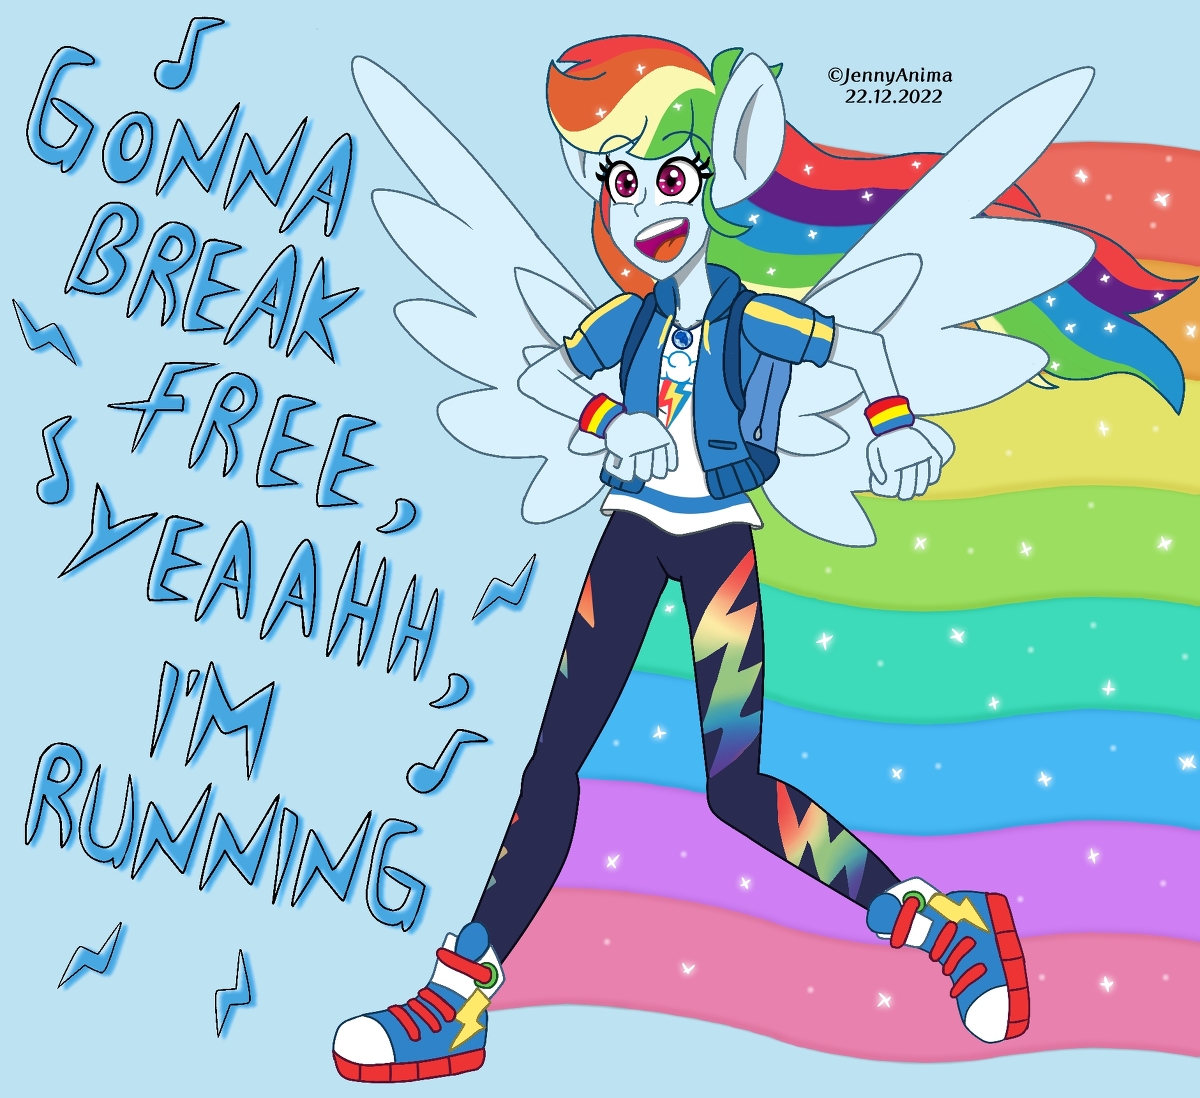 GONNA
BREAK
FREE,
YEAAHH,
I'M
RUNNING
©JennyAnima
22.12.2022